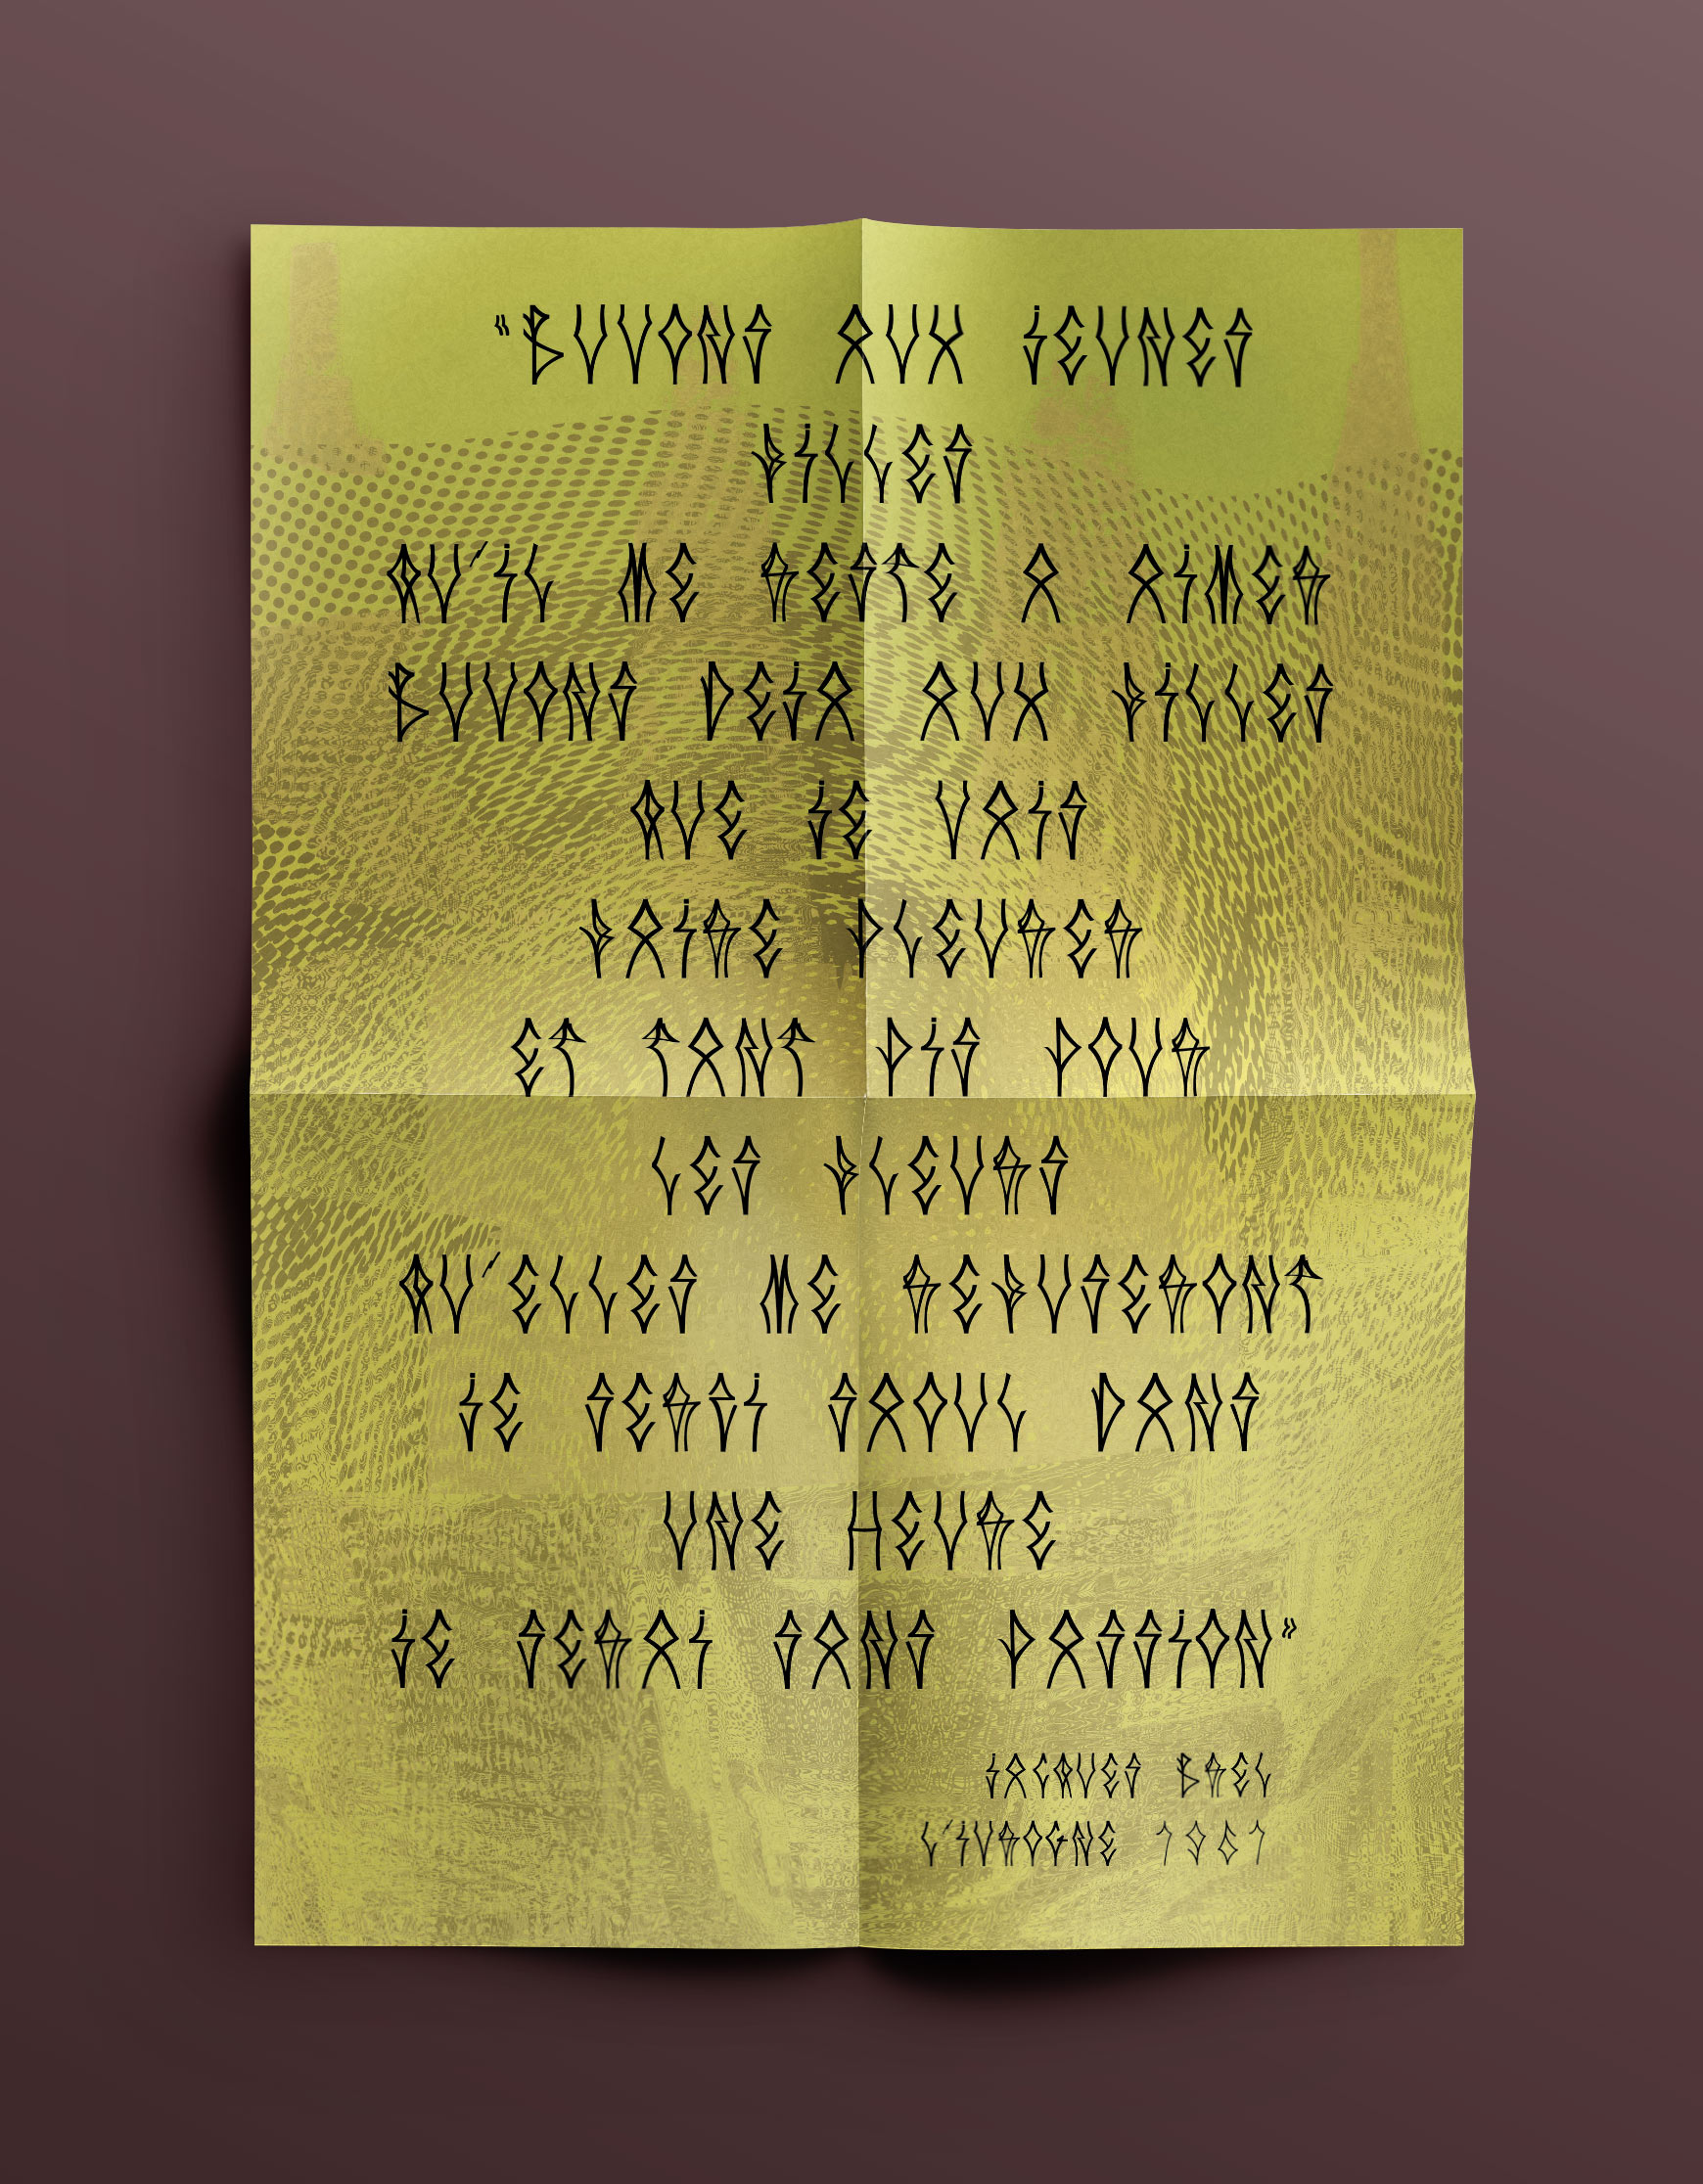 "BUVONS AUX JEUNES
FILLES
QU'IL ME RESTE A AIMER
BUVONS DEJA AUX FILLES
QUE JE VAIS
FAIRE PLEURER
ET TANT PIS POUR
LES FLEURS
QU'ELLES ME REFUSERONT
JE SERSI SAOUL DANS
UNE HEURE
JE SERAI SANS PASSION"
JACQUES BREL
L'IVROGNE 1961